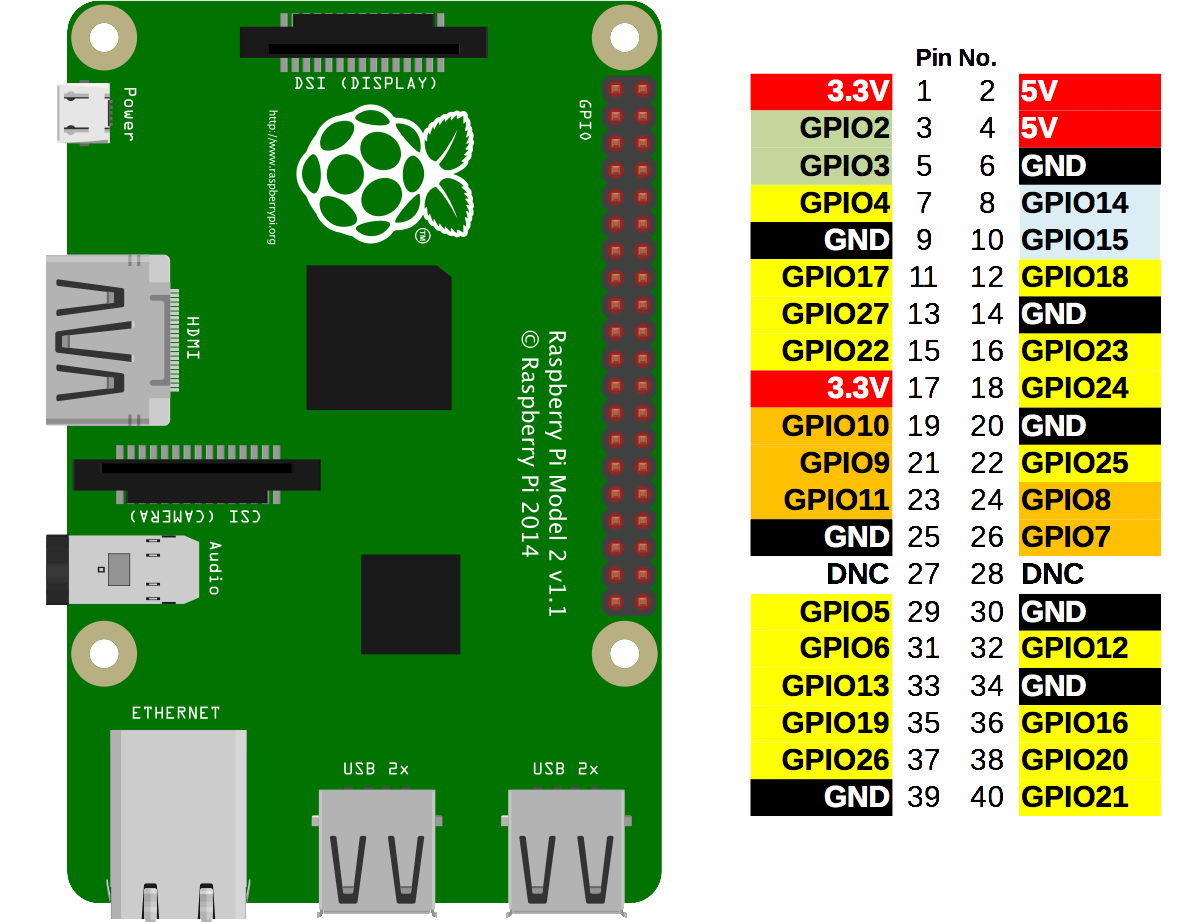 DSI (DISPLAY)
Power
http://www.raspberrypi.org
TM
GPIO
HDMI
Raspberry Pi Model 2 v1.1
© Raspberry Pi 2014
CSI (CAMERA)
Audio
ETHERNET
USB 2x
USB 2x
Pin No.
3.3V 1 2 5V
GPIO2 3 4 5V
GPIO3 5 6 GND
GPIO4 7 8 GPIO14
GND 9 10 GPIO15
GPIO17 11 12 GPIO18
GPIO27 13 14 GND
GPIO22 15 16 GPIO23
3.3V 17 18 GPIO24
GPIO10 19 20 GND
GPIO9 21 22 GPIO25
GPIO11 23 24 GPIO8
GND 25 26 GPIO7
DNC 27 28 DNC
GPIO5 29 30 GND
GPIO6 31 32 GPIO12
GPIO13 33 34 GND
GPIO19 35 36 GPIO16
GPIO26 37 38 GPIO20
GND 39 40 GPIO21